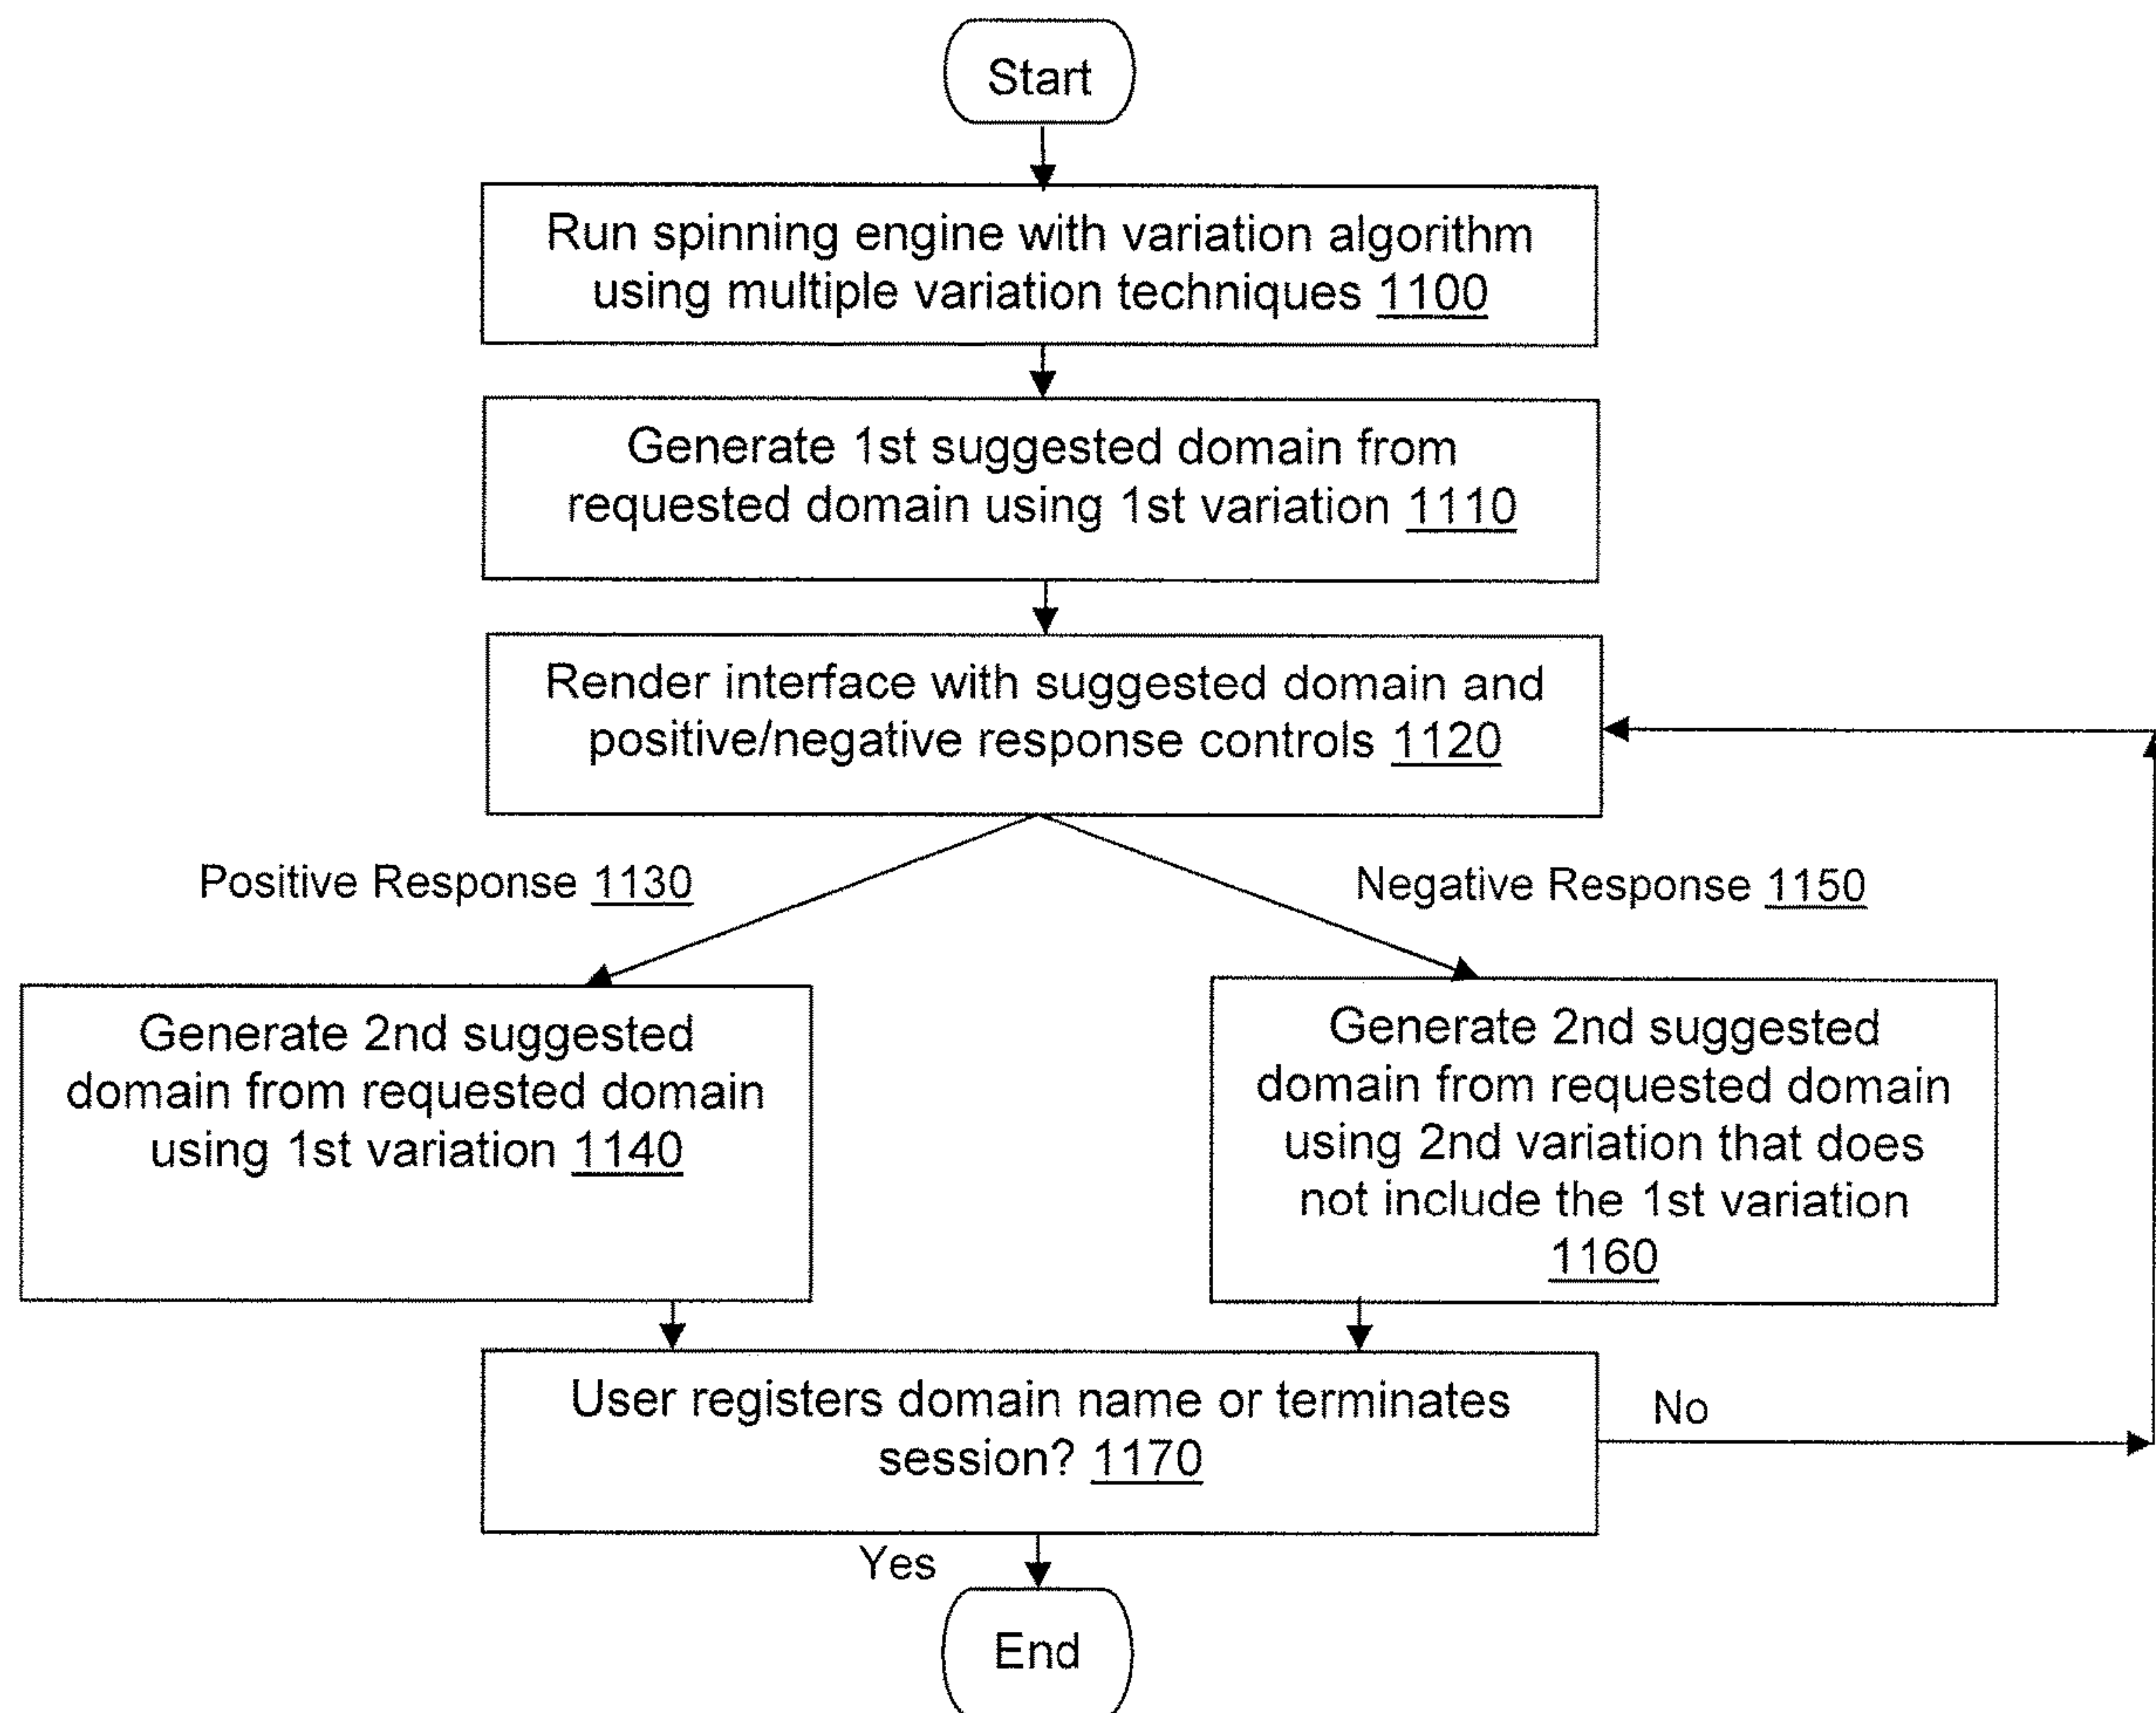 Start
Run spinning engine with variation algorithm
using multiple variation techniques 1100
Generate 1st suggested domain from
requested domain using 1st variation 1110
Render interface with suggested domain and
positive/negative response controls 1120
Positive Response 1130
Negative Response 1150
Generate 2nd suggested
domain from requested domain
using 1st variation 1140
Generate 2nd suggested
domain from requested domain
using 2nd variation that does
not include the 1st variation
1160
User registers domain name or terminates
session? 1170
No
Yes
End